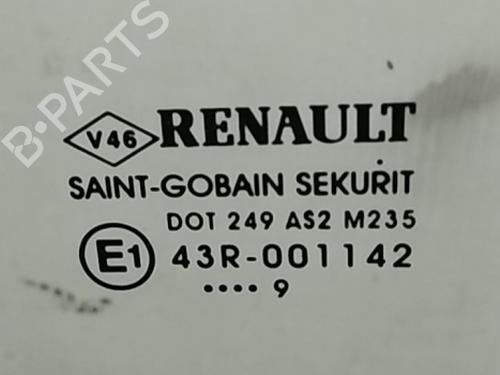 B-PARTS
V46 RENAULT
SAINT-GOBAIN SEKURIT
DOT 249 AS2 M235
E1 43R-001142
•••• 9